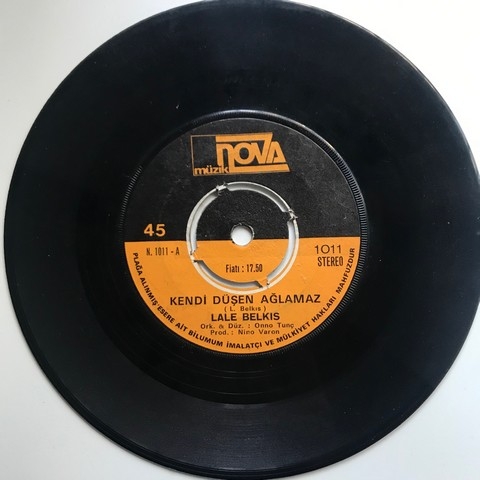 nova
müzik
45
N. 1011 - A
Fiatı : 17.50
1011
STEREO
KENDİ DÜŞEN AĞLAMAZ
( L. Belkıs )
LALE BELKIS
Ork. & Düz. : Onno Tunç
Prod. : Nino Varon
PLAĞA ALINMIŞ ESERE AİT BİLUMUM İMALATÇI VE MÜLKİYET HAKLARI MAHFUZDUR